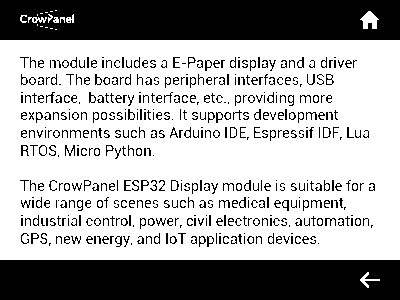 CrowPanel
The module includes a E-Paper display and a driver
board. The board has peripheral interfaces, USB
interface, battery interface, etc., providing more
expansion possibilities. It supports development
environments such as Arduino IDE, Espressif IDF, Lua
RTOS, Micro Python.
The CrowPanel ESP32 Display module is suitable for a
wide range of scenes such as medical equipment,
industrial control, power, civil electronics, automation,
GPS, new energy, and IoT application devices.